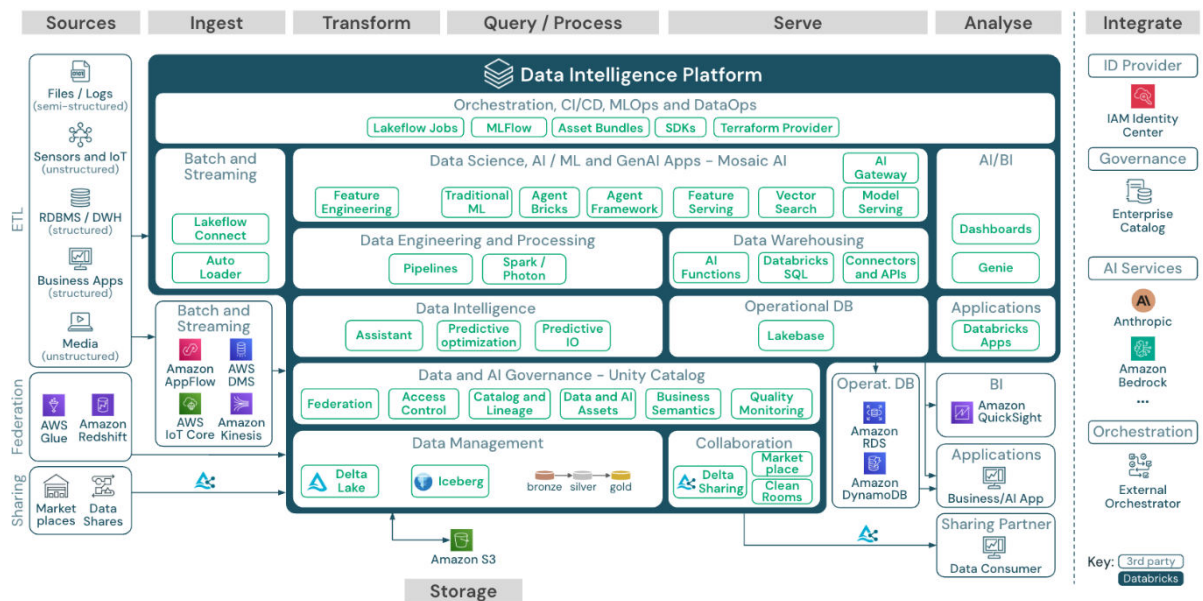 Sources
Ingest
Transform
Query / Process
Serve
Analyse
Integrate
ETL
Files / Logs
(semi-structured)
Sensors and IoT
(unstructured)
RDBMS / DWH
(structured)
Business Apps
(structured)
Media
(unstructured)
Federation
AWS
Glue
Amazon
Redshift
Sharing
Market
places
Data
Shares
Data Intelligence Platform
Orchestration, CI/CD, MLOps and DataOps
Lakeflow Jobs
MLFlow
Asset Bundles
SDKs
Terraform Provider
Batch and
Streaming
Lakeflow
Connect
Auto
Loader
Batch and
Streaming
Amazon
AppFlow
AWS
DMS
AWS
IoT Core
Amazon
Kinesis
Data Science, AI / ML and GenAI Apps - Mosaic AI
AI
Gateway
Feature
Engineering
Traditional
ML
Agent
Bricks
Agent
Framework
Feature
Serving
Vector
Search
Model
Serving
Data Engineering and Processing
Pipelines
Spark /
Photon
Data Warehousing
AI
Functions
Databricks
SQL
Connectors
and APIs
Data Intelligence
Assistant
Predictive
optimization
Predictive
IO
Operational DB
Lakebase
Data and AI Governance - Unity Catalog
Federation
Access
Control
Catalog and
Lineage
Data and AI
Assets
Business
Semantics
Quality
Monitoring
Data Management
Delta
Lake
Iceberg
bronze
silver
gold
Collaboration
Delta
Sharing
Market
place
Clean
Rooms
AI/BI
Dashboards
Genie
Applications
Databricks
Apps
Operat. DB
Amazon
RDS
Amazon
DynamoDB
BI
Amazon
QuickSight
Applications
Business/AI App
Sharing Partner
Data Consumer
Amazon S3
Storage
ID Provider
IAM Identity
Center
Governance
Enterprise
Catalog
AI Services
Anthropic
Amazon
Bedrock
...
Orchestration
External
Orchestrator
Key:
3rd party
Databricks